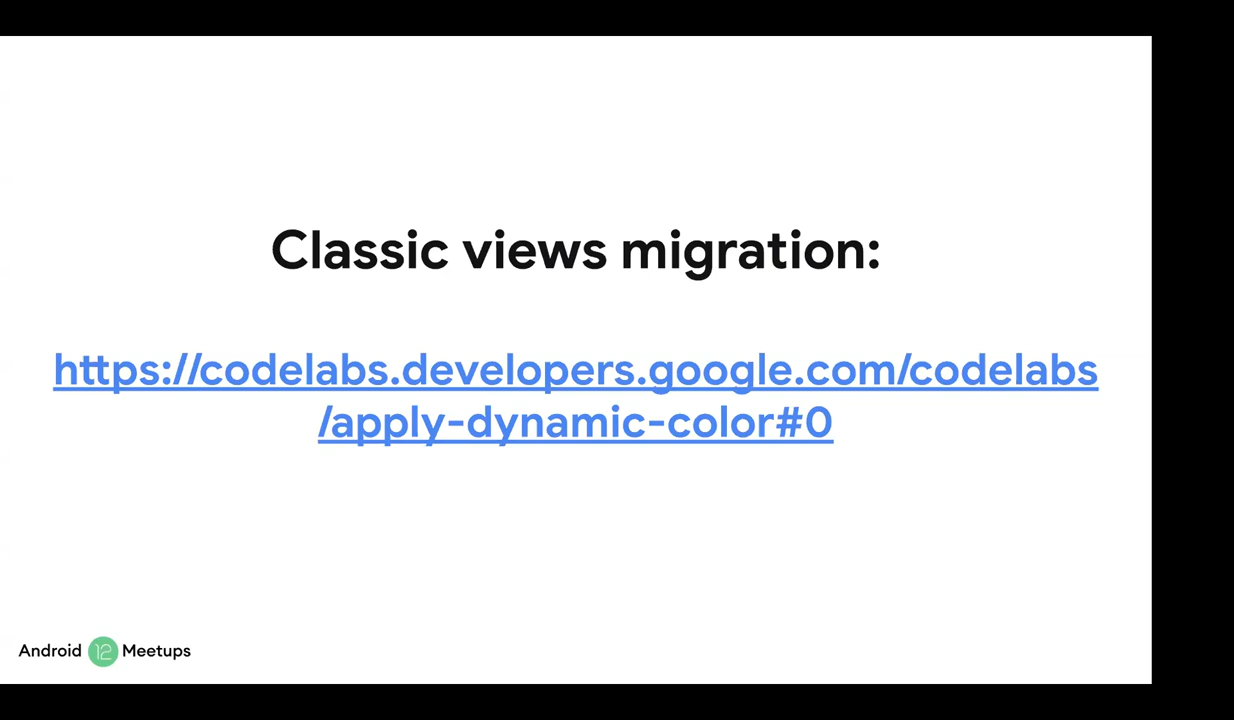 Classic views migration:
https://codelabs.developers.google.com/codelabs
/apply-dynamic-color#0
Android 12 Meetups